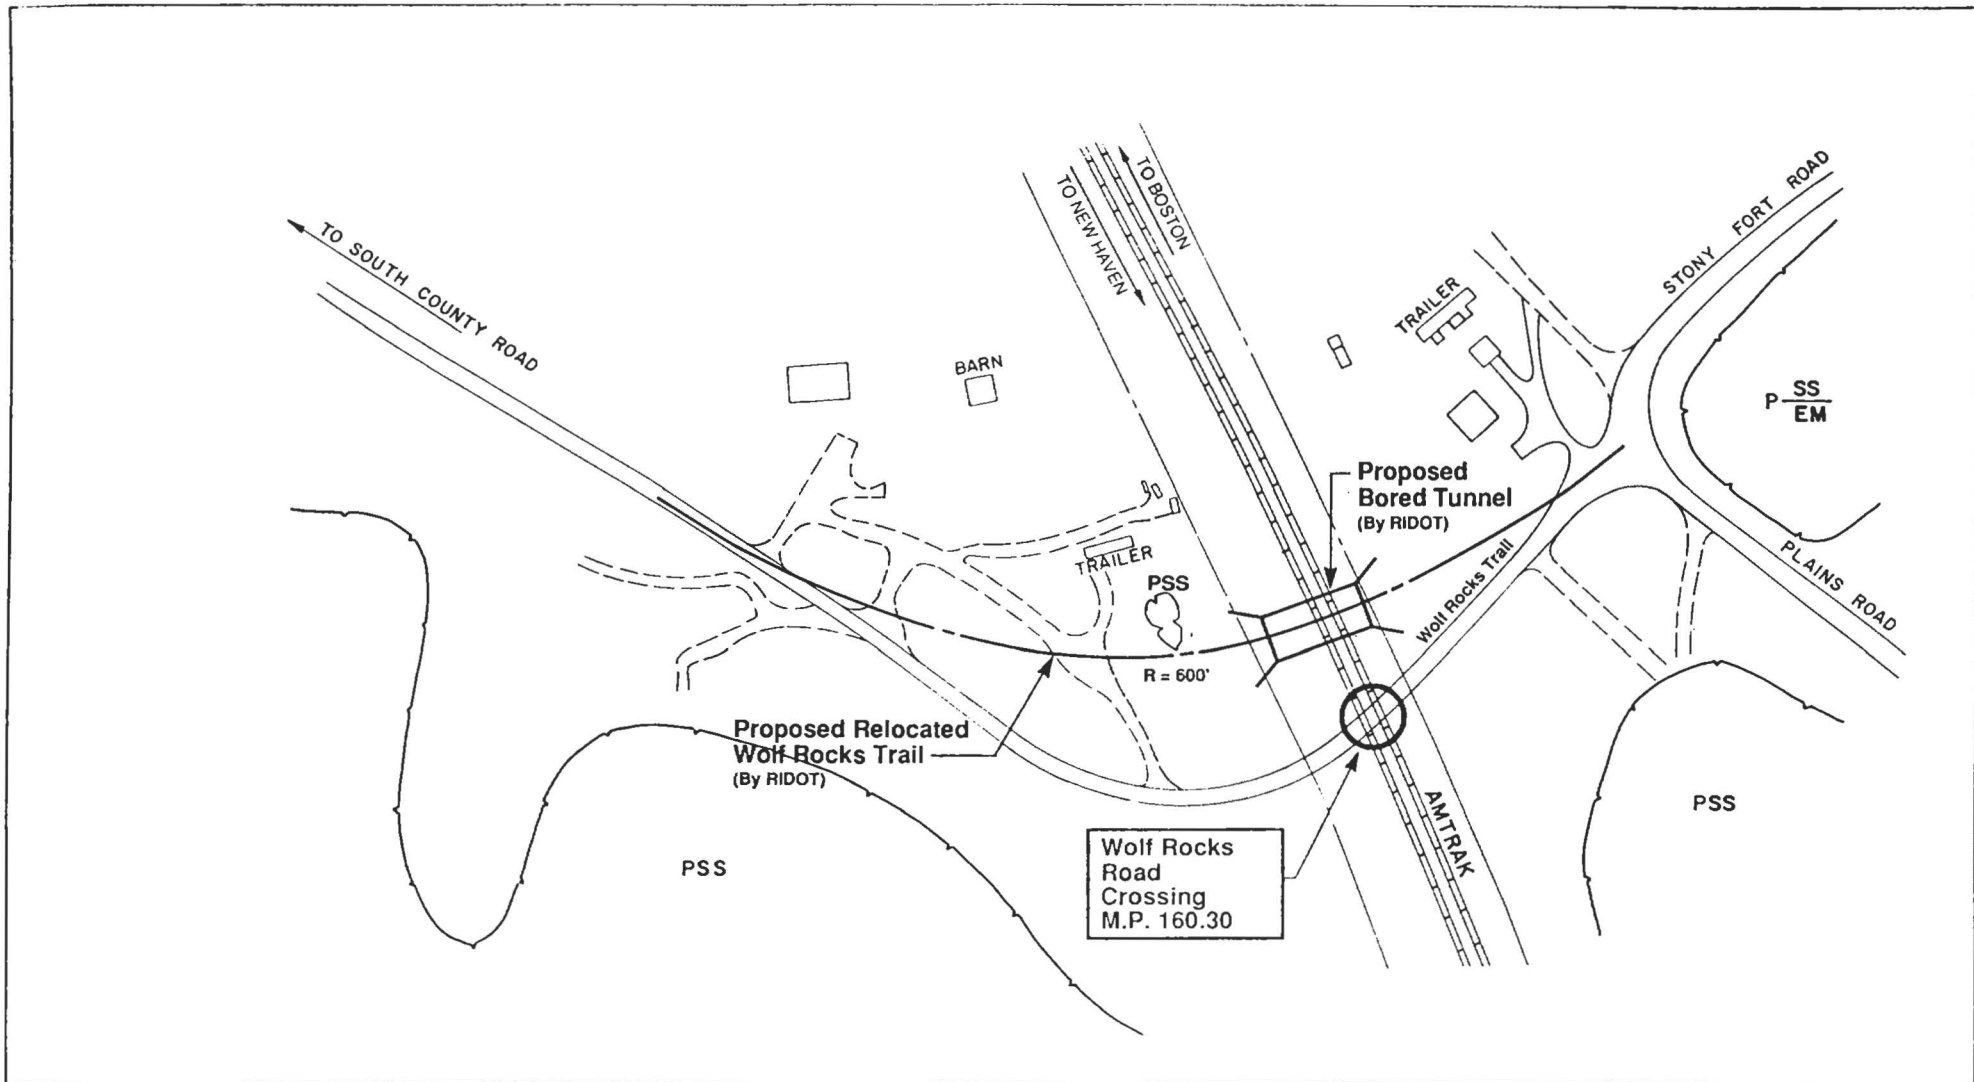 TO SOUTH COUNTY ROAD
TO NEW HAVEN
TO BOSTON
STONY FORT ROAD
TRAILER
BARN
P SS
EM
Proposed
Bored Tunnel
(By RIDOT)
TRAILER
PSS
Wolf Rocks Trail
PLAINS ROAD
R = 600'
Proposed Relocated
Wolf Rocks Trail
(By RIDOT)
AMTRAK
PSS
PSS
Wolf Rocks
Road
Crossing
M.P. 160.30